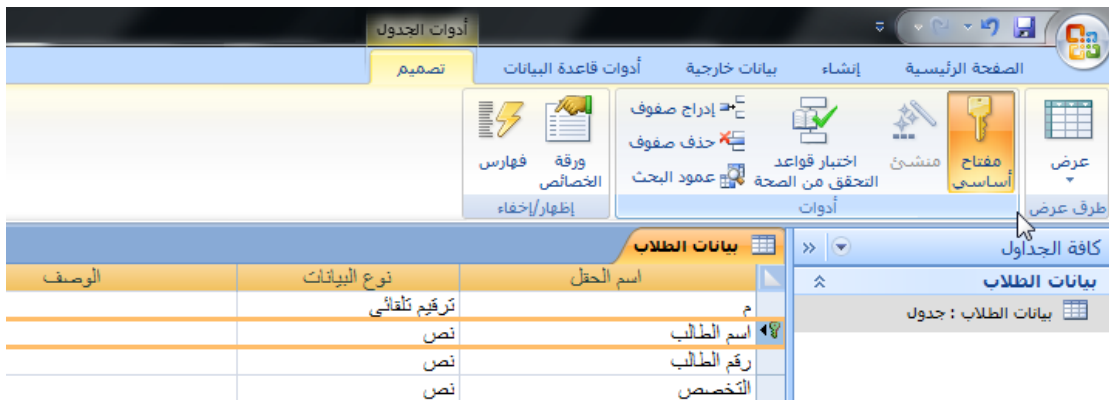 أدوات الجدول
الصفحة الرئيسية إنشاء بيانات خارجية أدوات قاعدة البيانات تصميم
عرض
مفتاح أساسي
منشئ
اختبار قواعد التحقق من الصحة
إدراج صفوف
حذف صفوف
عمود البحث
ورقة الخصائص
فهارس
طرق عرض أدوات إظهار/إخفاء
كافة الجداول
بيانات الطلاب
بيانات الطلاب : جدول
بيانات الطلاب
اسم الحقل نوع البيانات الوصف
م ترقيم تلقائي
اسم الطالب نص
رقم الطالب نص
التخصص نص